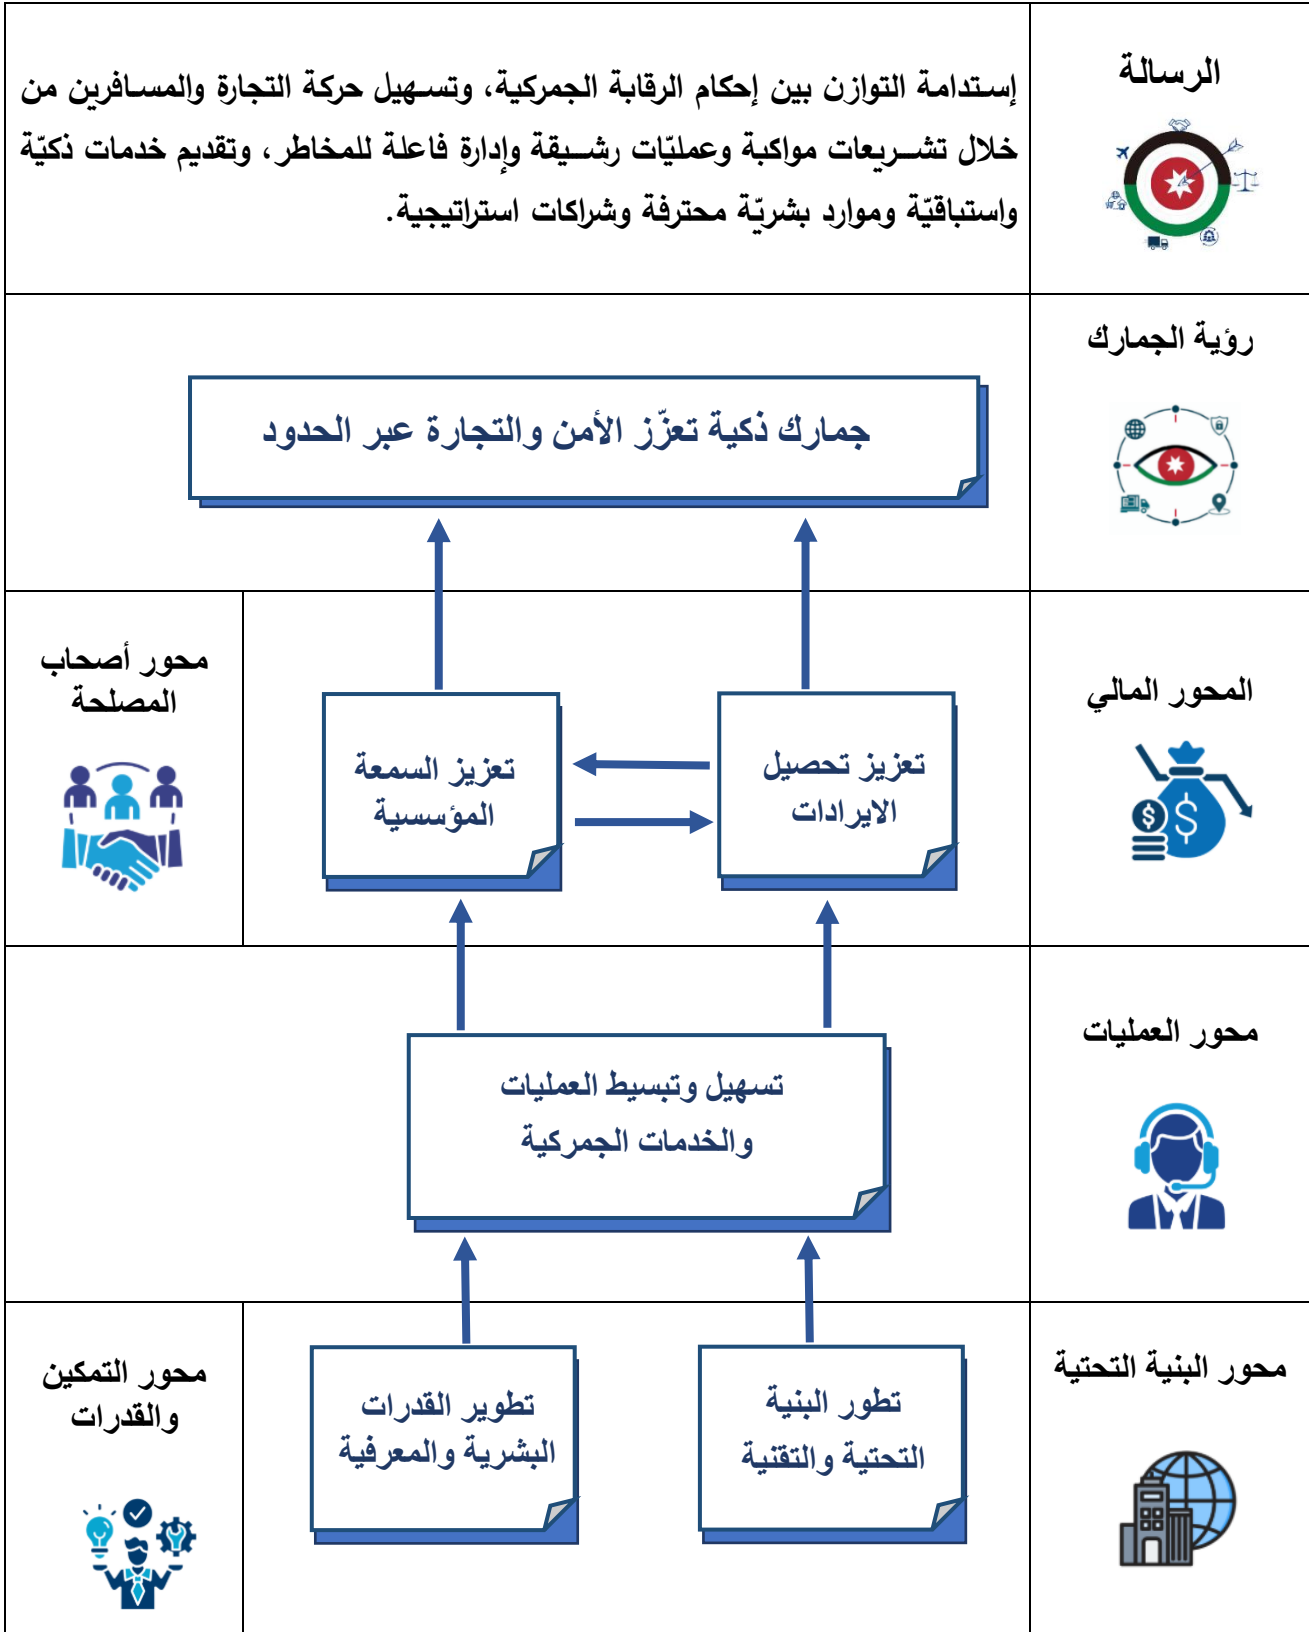 الرسالة
إستدامة التوازن بين إحكام الرقابة الجمركية، وتسهيل حركة التجارة والمسافرين من
خلال تشريعات مواكبة وعمليّات رشيقة وإدارة فاعلة للمخاطر، وتقديم خدمات ذكيّة
واستباقيّة وموارد بشريّة محترفة وشراكات استراتيجية.
رؤية الجمارك
جمارك ذكية تعزّز الأمن والتجارة عبر الحدود
المحور المالي
تعزيز تحصيل
الايرادات
تعزيز السمعة
المؤسسية
محور أصحاب
المصلحة
محور العمليات
تسهيل وتبسيط العمليات
والخدمات الجمركية
محور البنية التحتية
تطور البنية
التحتية والتقنية
تطوير القدرات
البشرية والمعرفية
محور التمكين
والقدرات